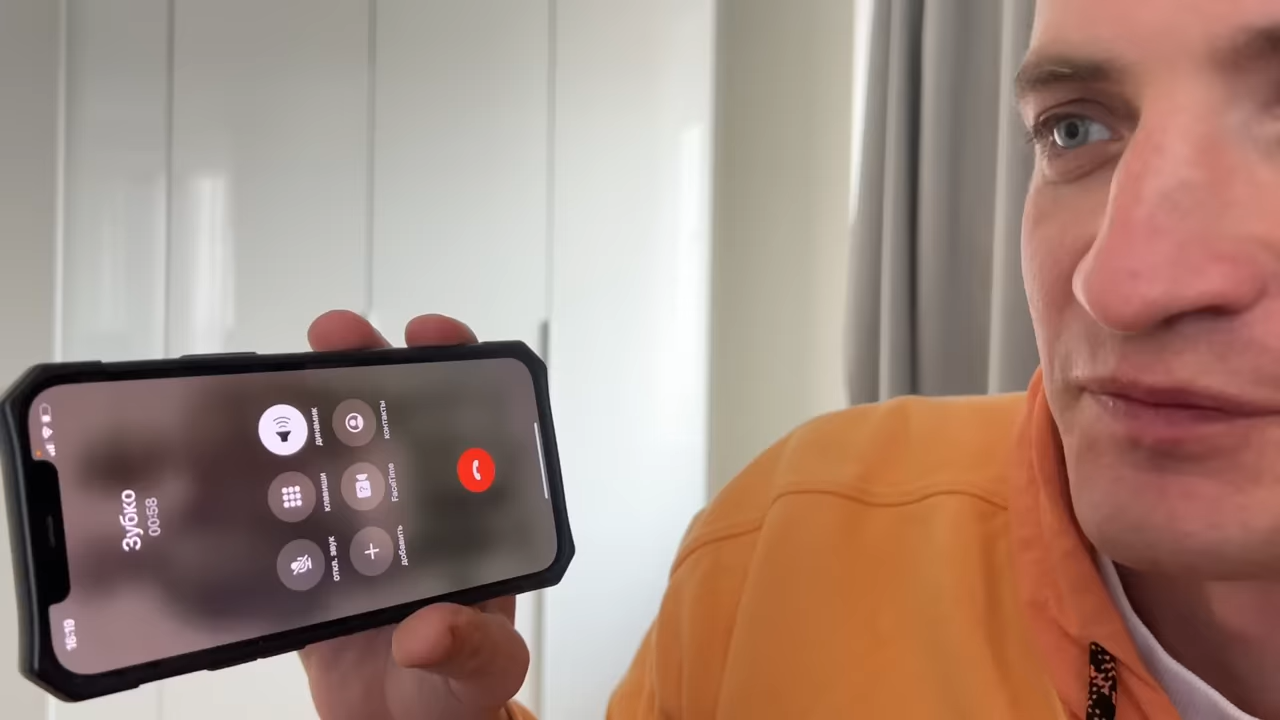 16:19
Зубко
00:58
откл. звук
клавиши
динамик
добавить
FaceTime
контакты